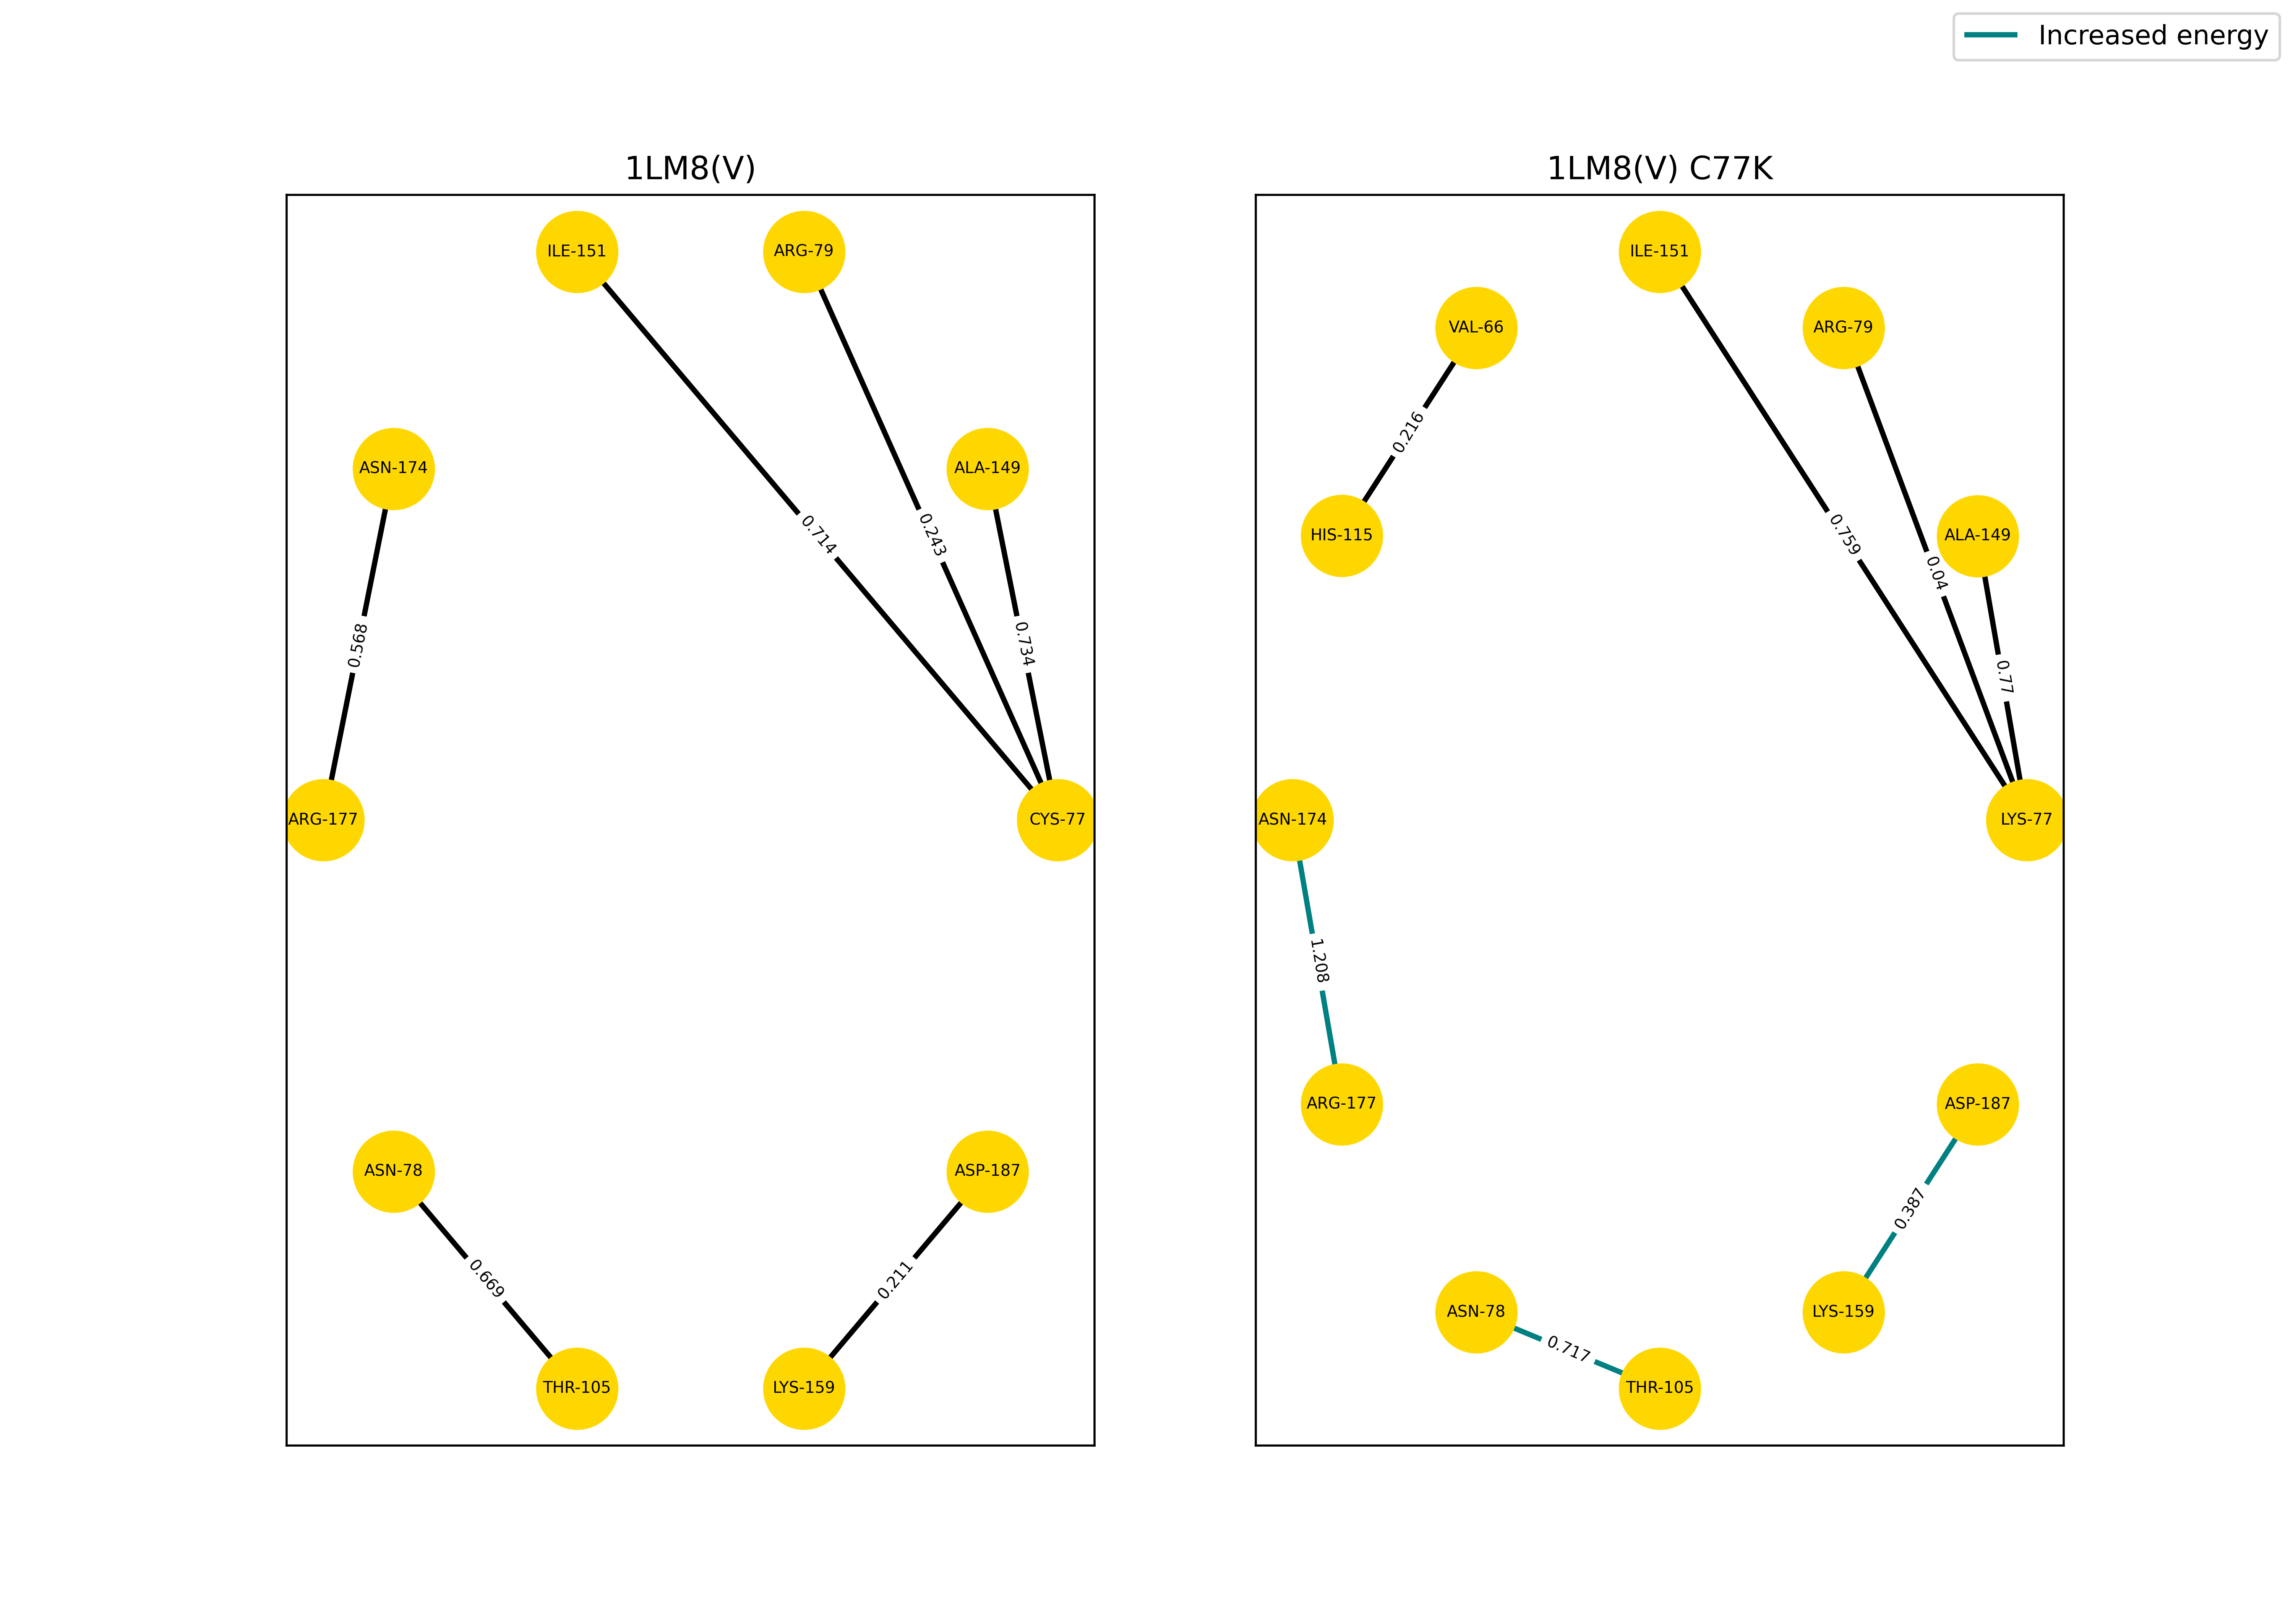 Increased energy
1LM8(V)
ILE-151
ARG-79
ASN-174
ALA-149
0.714
0.243
0.568
0.734
ARG-177
CYS-77
ASN-78
ASP-187
0.669
0.211
THR-105
LYS-159
1LM8(V) C77K
ILE-151
VAL-66
ARG-79
0.216
HIS-115
ALA-149
0.759
0.04
0.77
ASN-174
LYS-77
1.208
ARG-177
ASP-187
0.387
ASN-78
LYS-159
0.717
THR-105